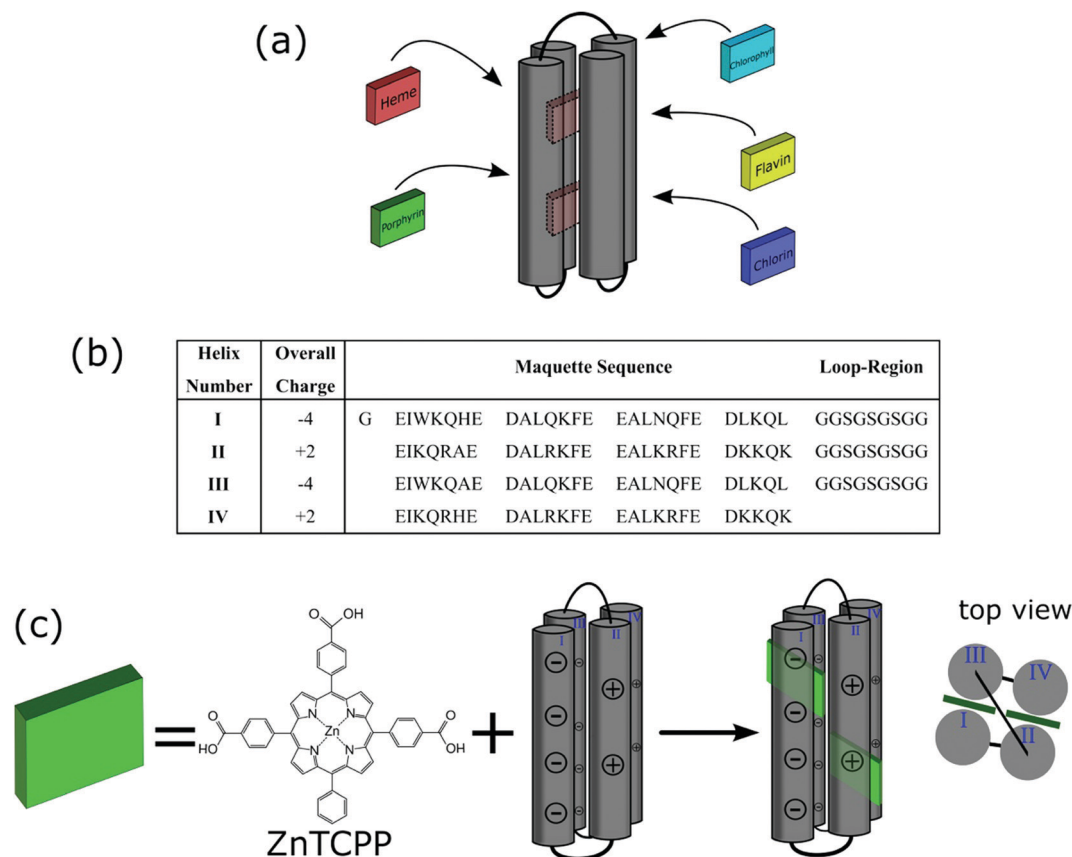 (a)
Heme
Porphyrin
Chlorophyll
Flavin
Chlorin
(b)
Helix Number Overall Charge Maquette Sequence Loop-Region
I -4 G EIWKQHE DALQKFE EALNQFE DLKQL GGSGSGSGG
II +2 EIKQRAE DALRKFE EALKRFE DKKQK GGSGSGSGG
III -4 EIWKQAE DALQKFE EALNQFE DLKQL GGSGSGSGG
IV +2 EIKQRHE DALRKFE EALKRFE DKKQK
(c)
=
O OH
O HO
N N Zn N N
O OH
ZnTCPP
+
I III II IV
I III II IV
top view
III IV
I II